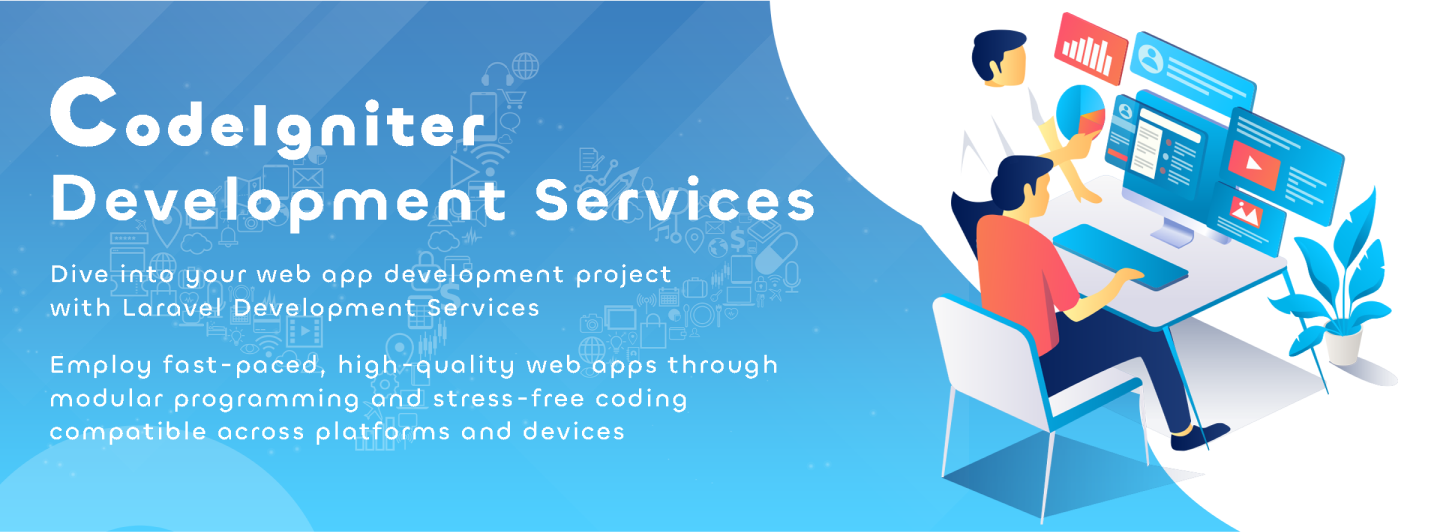 CodeIgniter
Development Services
Dive into your web app development project
with Laravel Development Services
Employ fast-paced, high-quality web apps through
modular programming and stress-free coding
compatible across platforms and devices